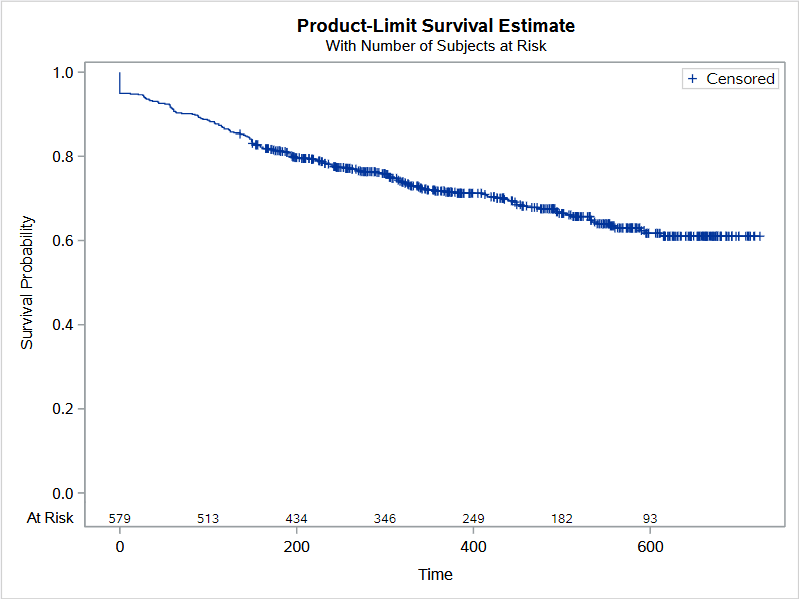 Product-Limit Survival Estimate
With Number of Subjects at Risk
+ Censored
1.0
0.8
0.6
0.4
0.2
0.0
Survival Probability
At Risk 579 513 434 346 249 182 93
0 200 400 600
Time